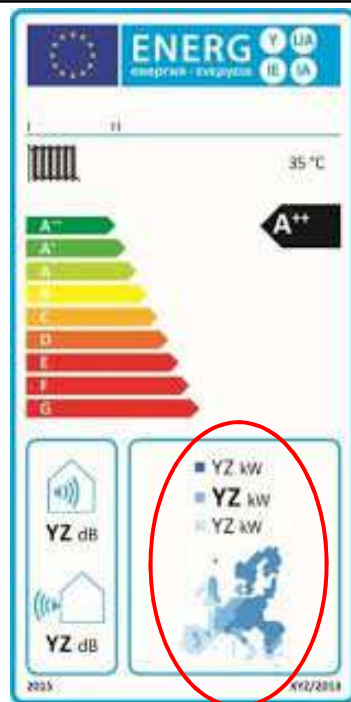 ENERG Y IJA
енергия · ενεργεια IE IA
I II
35 °C
A++
A++
A+
A
B
C
D
E
F
G
YZ dB
YZ dB
YZ kW
YZ kW
YZ kW
2015
XYZ/2013